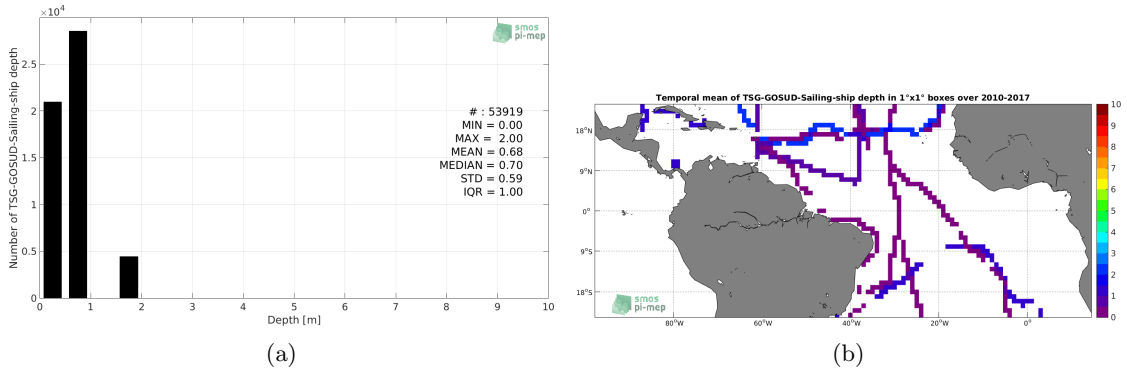 ×10⁴
smos
pi-mep
Number of TSG-GOSUD-Sailing-ship depth
2.5
2
1.5
1
0.5
0
# : 53919
MIN = 0.00
MAX = 2.00
MEAN = 0.68
MEDIAN = 0.70
STD = 0.59
IQR = 1.00
0 1 2 3 4 5 6 7 8 9 10
Depth [m]
(a)
Temporal mean of TSG-GOSUD-Sailing-ship depth in 1°x1° boxes over 2010-2017
18°N
9°N
0°
9°S
18°S
80°W 60°W 40°W 20°W 0°
10
9
8
7
6
5
4
3
2
1
0
smos
pi-mep
(b)